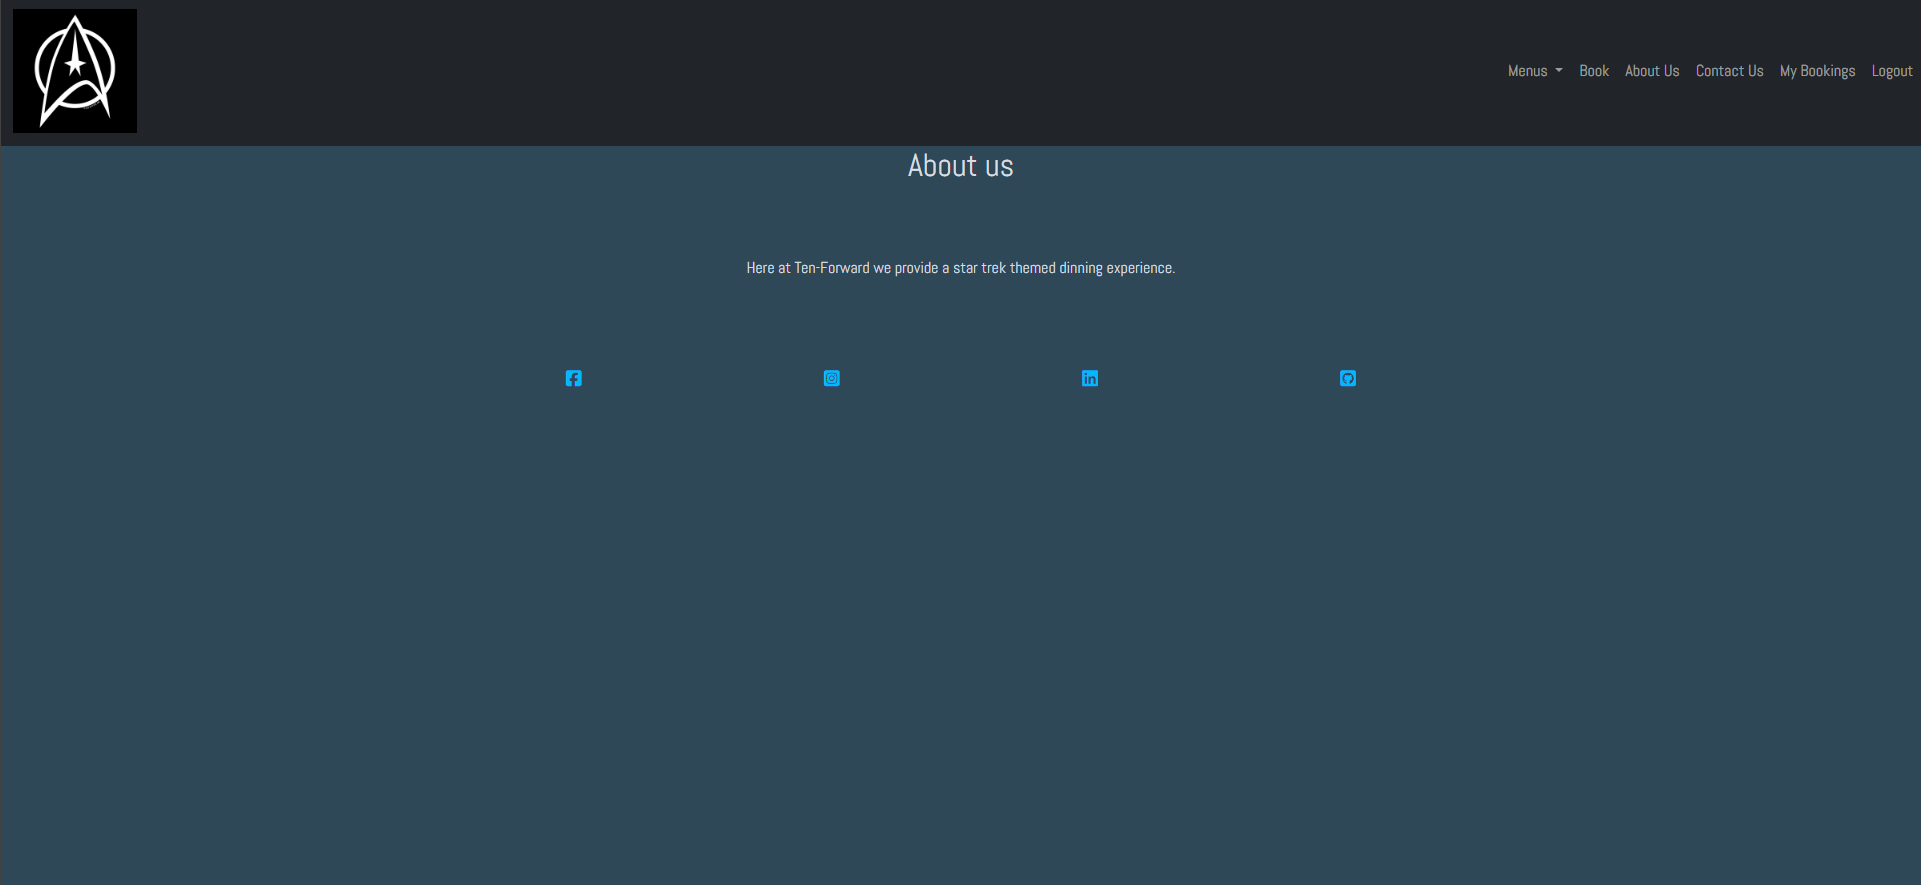 Menus Book About Us Contact Us My Bookings Logout
About us
Here at Ten-Forward we provide a star trek themed dinning experience.